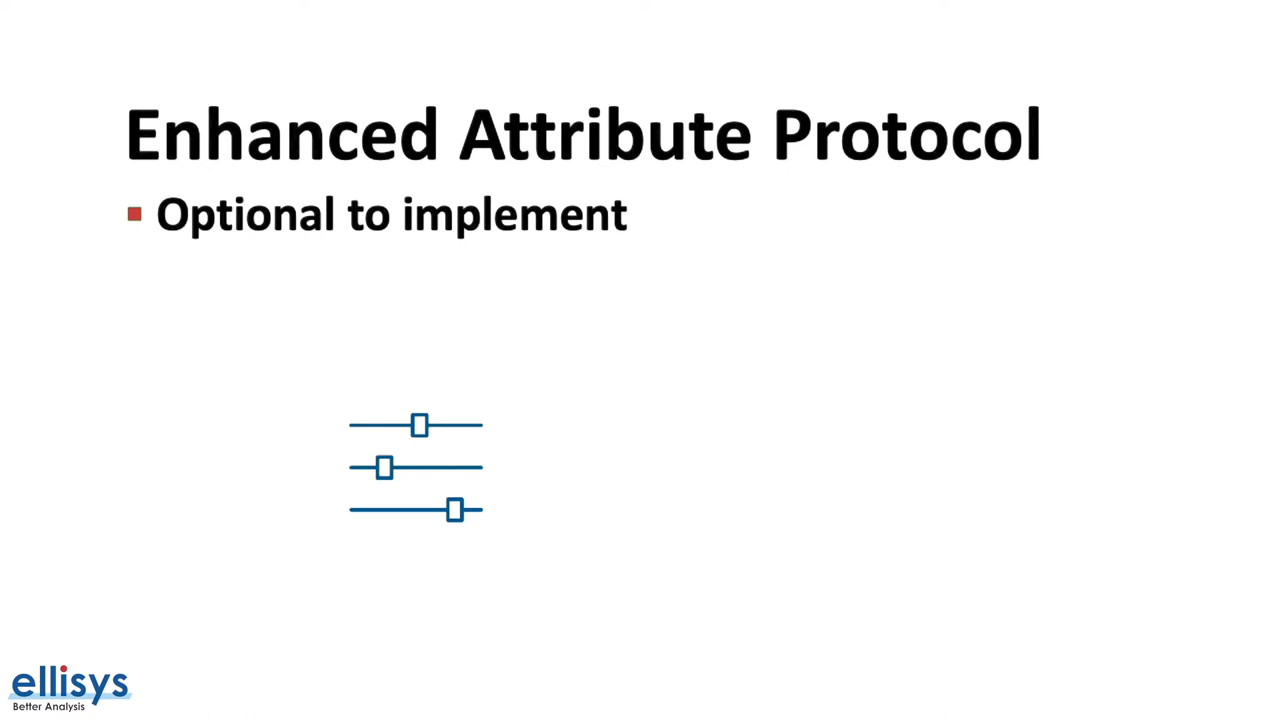 Enhanced Attribute Protocol
Optional to implement
ellisys
Better Analysis